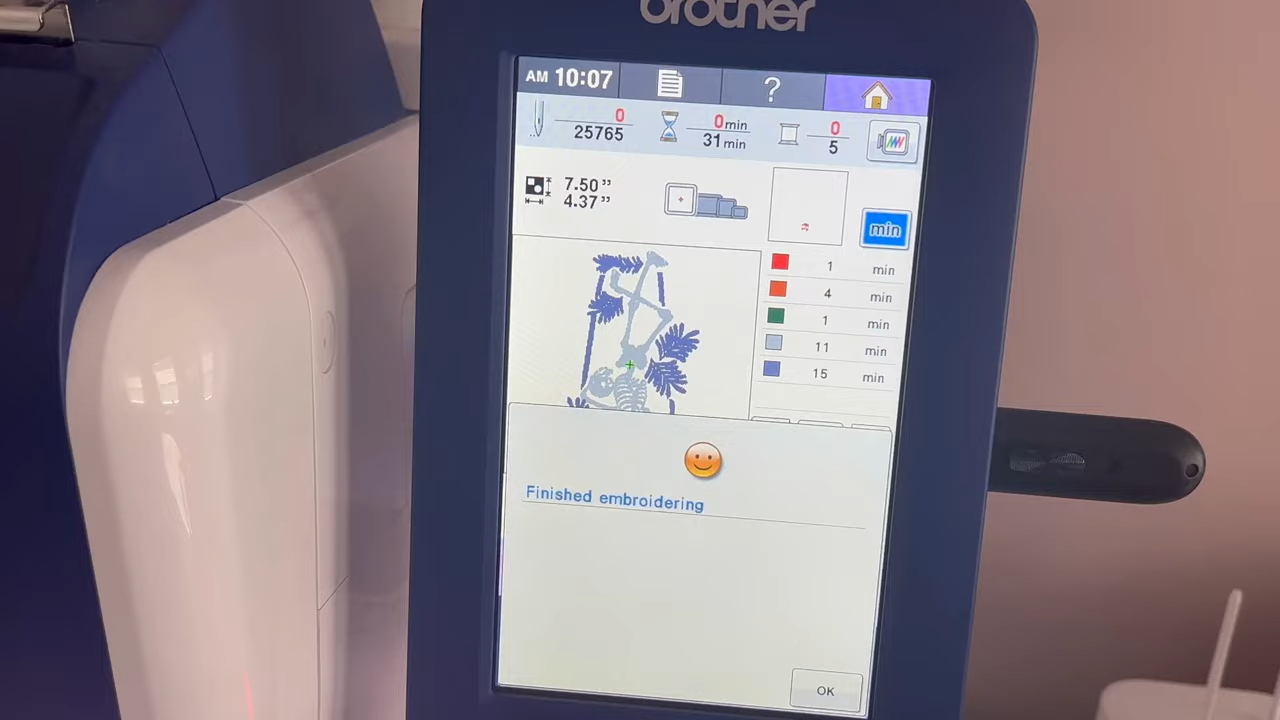 brother
AM 10:07
?
0
25765
0 min
31 min
0
5
7.50"
4.37"
min
1 min
4 min
1 min
11 min
15 min
Finished embroidering
OK